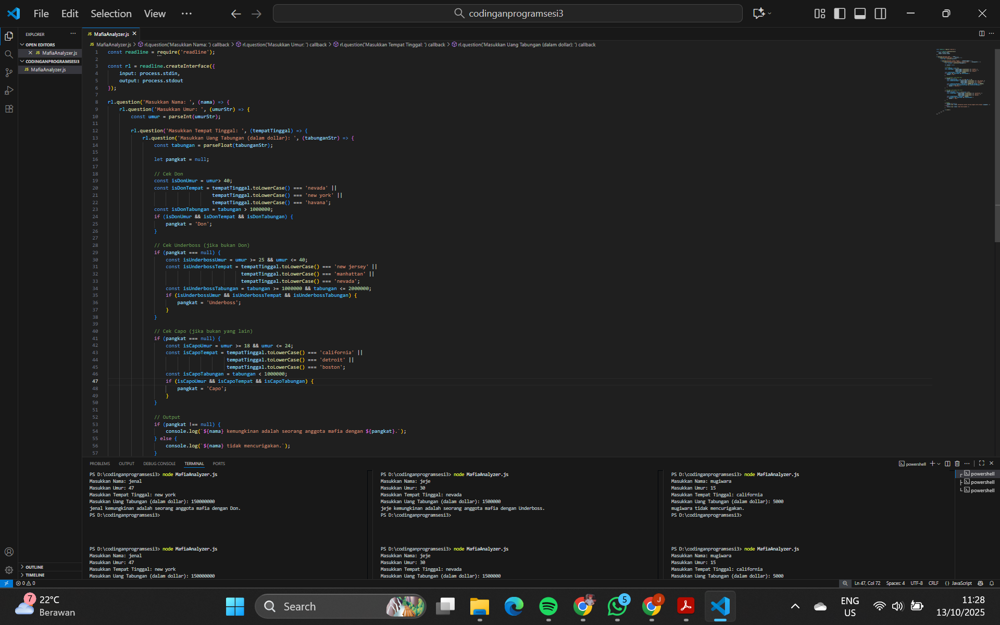 File Edit Selection View ··· codinganprogramsesi3
EXPLORER ···
OPEN EDITORS
JS MafiaAnalyzer.js
CODINGANPROGRAMSESI3
JS MafiaAnalyzer.js
JS MafiaAnalyzer.js
JS MafiaAnalyzer.js > rl.question('Masukkan Nama: ') callback > rl.question('Masukkan Umur: ') callback > rl.question('Masukkan Tempat Tinggal: ') callback > rl.question('Masukkan Uang Tabungan (dalam dollar): ') callback
1 const readline = require('readline');
2
3 const rl = readline.createInterface({
4 input: process.stdin,
5 output: process.stdout
6 });
7
8 rl.question('Masukkan Nama: ', (nama) => {
9 rl.question('Masukkan Umur: ', (umurStr) => {
10 const umur = parseInt(umurStr);
11
12 rl.question('Masukkan Tempat Tinggal: ', (tempatTinggal) => {
13 rl.question('Masukkan Uang Tabungan (dalam dollar): ', (tabunganStr) => {
14 const tabungan = parseFloat(tabunganStr);
15
16 let pangkat = null;
17
18 // Cek Don
19 const isDonUmur = umur> 40;
20 const isDonTempat = tempatTinggal.toLowerCase() === 'nevada' ||
21 tempatTinggal.toLowerCase() === 'new york' ||
22 tempatTinggal.toLowerCase() === 'havana';
23 const isDonTabungan = tabungan > 1000000;
24 if (isDonUmur && isDonTempat && isDonTabungan) {
25 pangkat = 'Don';
26 }
27
28 // Cek Underboss (jika bukan Don)
29 if (pangkat === null) {
30 const isUnderbossUmur = umur >= 25 && umur <= 40;
31 const isUnderbossTempat = tempatTinggal.toLowerCase() === 'new jersey' ||
32 tempatTinggal.toLowerCase() === 'manhattan' ||
33 tempatTinggal.toLowerCase() === 'nevada';
34 const isUnderbossTabungan = tabungan >= 1000000 && tabungan <= 2000000;
35 if (isUnderbossUmur && isUnderbossTempat && isUnderbossTabungan) {
36 pangkat = 'Underboss';
37 }
38 }
39
40 // Cek Capo (jika bukan yang lain)
41 if (pangkat === null) {
42 const isCapoUmur = umur >= 18 && umur <= 24;
43 const isCapoTempat = tempatTinggal.toLowerCase() === 'california' ||
44 tempatTinggal.toLowerCase() === 'detroit' ||
45 tempatTinggal.toLowerCase() === 'boston';
46 const isCapoTabungan = tabungan < 1000000;
47 if (isCapoUmur && isCapoTempat && isCapoTabungan) {
48 pangkat = 'Capo';
49 }
50 }
51
52 // Output
53 if (pangkat !== null) {
54 console.log(`${nama} kemungkinan adalah seorang anggota mafia dengan ${pangkat}.`);
55 } else {
56 console.log(`${nama} tidak mencurigakan.`);
57 }
PROBLEMS OUTPUT DEBUG CONSOLE TERMINAL PORTS
powershell
PS D:\codinganprogramsesi3> node MafiaAnalyzer.js
Masukkan Nama: jenal
Masukkan Umur: 47
Masukkan Tempat Tinggal: new york
Masukkan Uang Tabungan (dalam dollar): 150000000
jenal kemungkinan adalah seorang anggota mafia dengan Don.
PS D:\codinganprogramsesi3>
PS D:\codinganprogramsesi3> node MafiaAnalyzer.js
Masukkan Nama: jenal
Masukkan Umur: 47
Masukkan Tempat Tinggal: new york
Masukkan Uang Tabungan (dalam dollar): 150000000
PS D:\codinganprogramsesi3> node MafiaAnalyzer.js
Masukkan Nama: jeje
Masukkan Umur: 30
Masukkan Tempat Tinggal: nevada
Masukkan Uang Tabungan (dalam dollar): 1500000
jeje kemungkinan adalah seorang anggota mafia dengan Underboss.
PS D:\codinganprogramsesi3>
PS D:\codinganprogramsesi3> node MafiaAnalyzer.js
Masukkan Nama: jeje
Masukkan Umur: 30
Masukkan Tempat Tinggal: nevada
Masukkan Uang Tabungan (dalam dollar): 1500000
PS D:\codinganprogramsesi3> node MafiaAnalyzer.js
Masukkan Nama: mugiwara
Masukkan Umur: 15
Masukkan Tempat Tinggal: california
Masukkan Uang Tabungan (dalam dollar): 5000
mugiwara tidak mencurigakan.
PS D:\codinganprogramsesi3>
PS D:\codinganprogramsesi3> node MafiaAnalyzer.js
Masukkan Nama: mugiwara
Masukkan Umur: 15
Masukkan Tempat Tinggal: california
Masukkan Uang Tabungan (dalam dollar): 5000
powershell
powershell
powershell
OUTLINE
TIMELINE
0 0
Ln 47, Col 72 Spaces: 4 UTF-8 CRLF {} JavaScript
7
22°C
Berawan
Search
5
J
ENG
US
11:28
13/10/2025